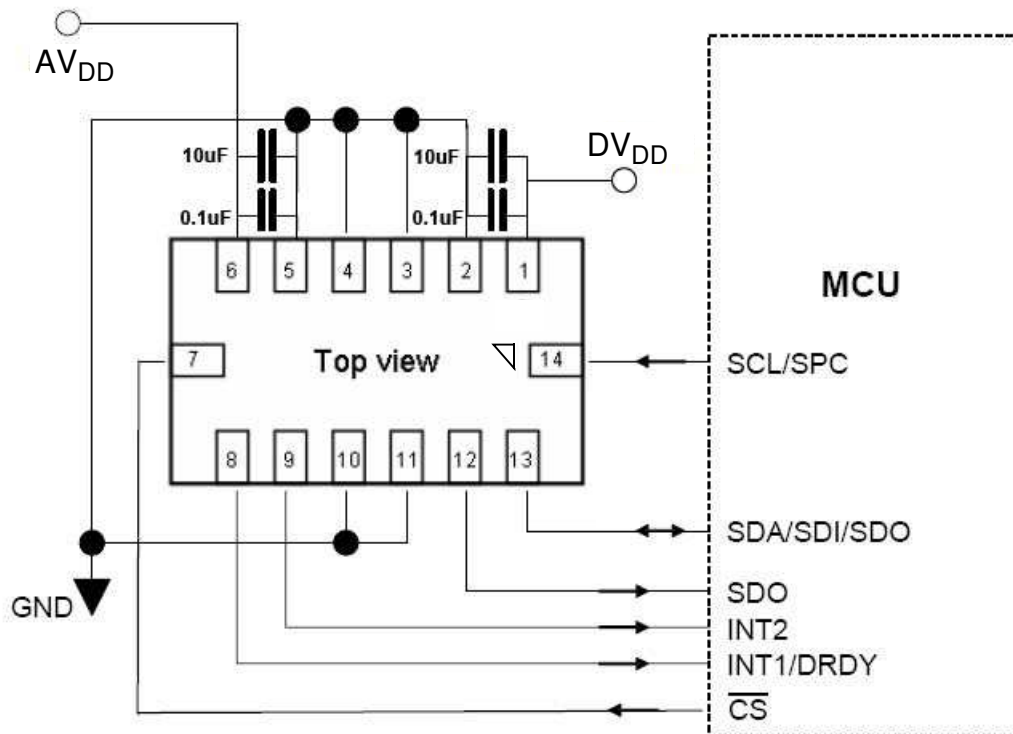 AVDD
10uF
10uF
DVDD
0.1uF
0.1uF
6 5 4 3 2 1
MCU
7
Top view
14
SCL/SPC
8 9 10 11 12 13
SDA/SDI/SDO
GND
SDO
INT2
INT1/DRDY
CS